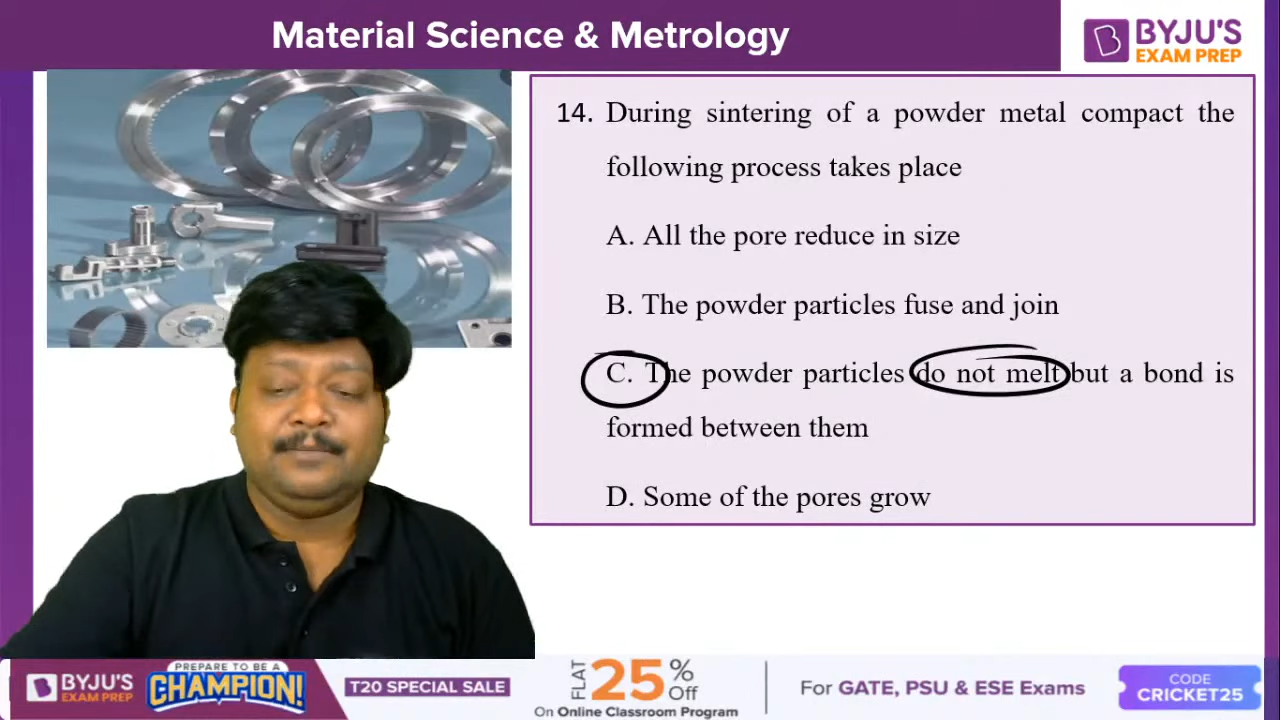 Material Science & Metrology
BYJU'S
EXAM PREP
14. During sintering of a powder metal compact the
following process takes place
A. All the pore reduce in size
B. The powder particles fuse and join
C. The powder particles do not melt but a bond is
formed between them
D. Some of the pores grow
BYJU'S
EXAM PREP
PREPARE TO BE A
CHAMPION!
T20 SPECIAL SALE
FLAT
25% Off
On Online Classroom Program
For GATE, PSU & ESE Exams
CODE
CRICKET25